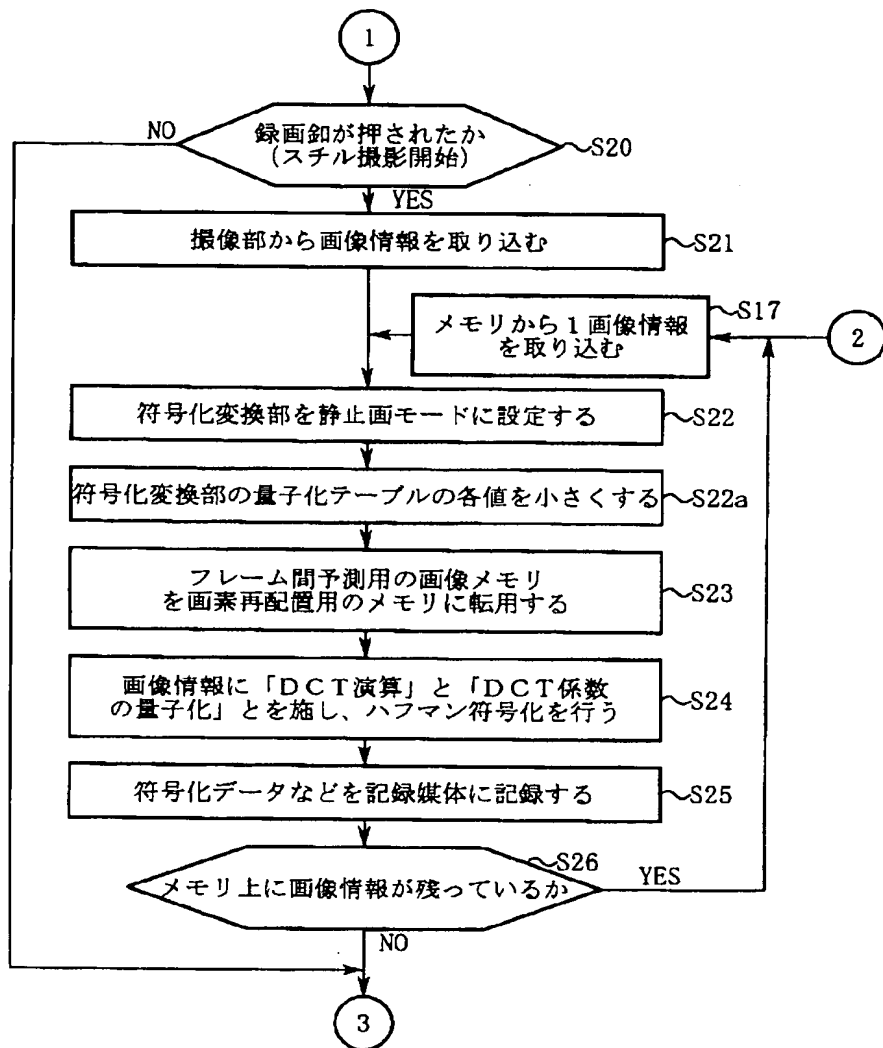 1
NO
録画釦が押されたか
(スチル撮影開始)
S20
YES
撮像部から画像情報を取り込む
S21
S17
メモリから1画像情報
を取り込む
2
符号化変換部を静止画モードに設定する
S22
符号化変換部の量子化テーブルの各値を小さくする
S22a
フレーム間予測用の画像メモリ
を画素再配置用のメモリに転用する
S23
画像情報に「DCT演算」と「DCT係数
の量子化」とを施し、ハフマン符号化を行う
S24
符号化データなどを記録媒体に記録する
S25
S26
メモリ上に画像情報が残っているか
YES
NO
3